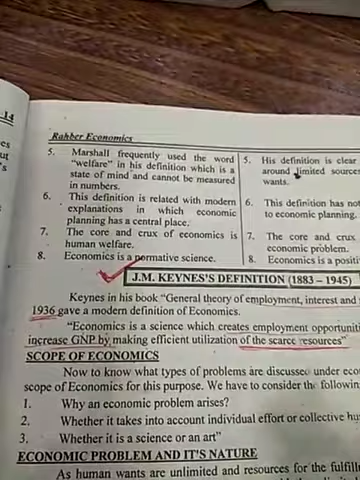 14
Rahber Economics
5. Marshall frequently used the word
"welfare" in his definition which is a
state of mind and cannot be measured
in numbers.
6. This definition is related with modern
explanations in which economic
planning has a central place.
7. The core and crux of economics is
human welfare.
8. Economics is a normative science.
5. His definition is clear
around limited sources
wants.
6. This definition has not
to economic planning.
7. The core and crux
economic problem.
8. Economics is a positi
J.M. KEYNES'S DEFINITION (1883 – 1945)
Keynes in his book "General theory of employment, interest and
1936 gave a modern definition of Economics.
"Economics is a science which creates employment opportunit
increase GNP by making efficient utilization of the scarce resources"
SCOPE OF ECONOMICS
Now to know what types of problems are discussed under eco
scope of Economics for this purpose. We have to consider the followin
1. Why an economic problem arises?
2. Whether it takes into account individual effort or collective hu
3. Whether it is a science or an art"
ECONOMIC PROBLEM AND IT'S NATURE
As human wants are unlimited and resources for the fulfill